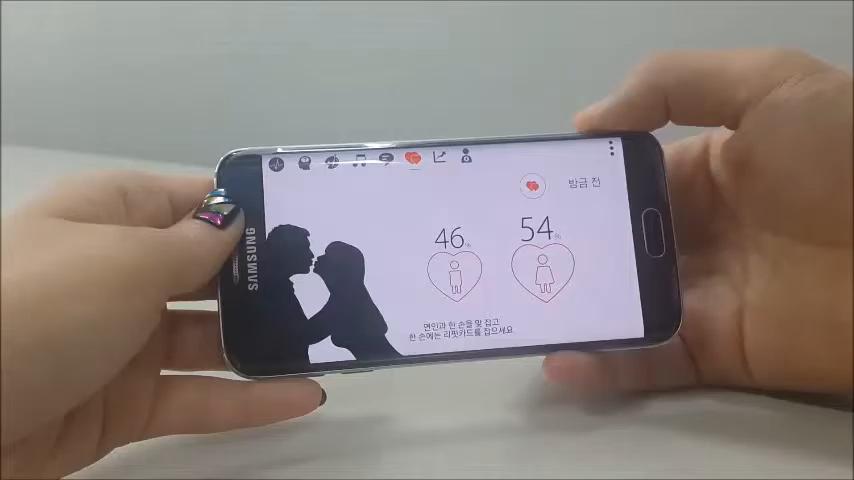 SAMSUNG
방금 전
46%
54%
연인과 한 손을 맞 잡고
한 손에는 리핏카드를 잡으세요